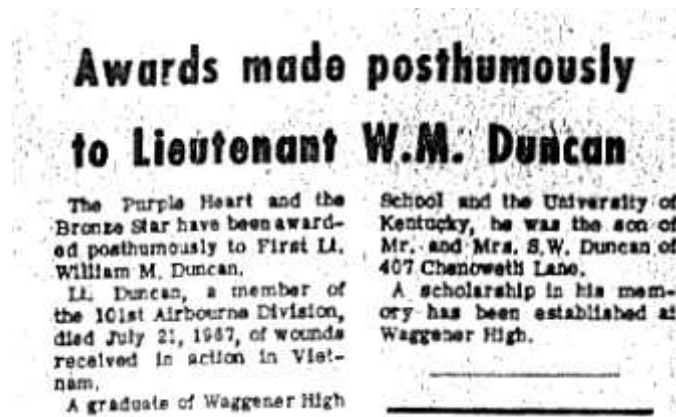 Awards made posthumously
to Lieutenant W.M. Duncan
The Purple Heart and the
Bronze Star have been award-
ed posthumously to First Lt.
William M. Duncan.
Lt. Duncan, a member of
the 101st Airbourne Division,
died July 21, 1967, of wounds
received in action in Viet-
nam.
A graduate of Waggener High
School and the University of
Kentucky, he was the son of
Mr. and Mrs. S.W. Duncan of
407 Chenoweth Lane.
A scholarship in his mem-
ory has been established at
Waggener High.